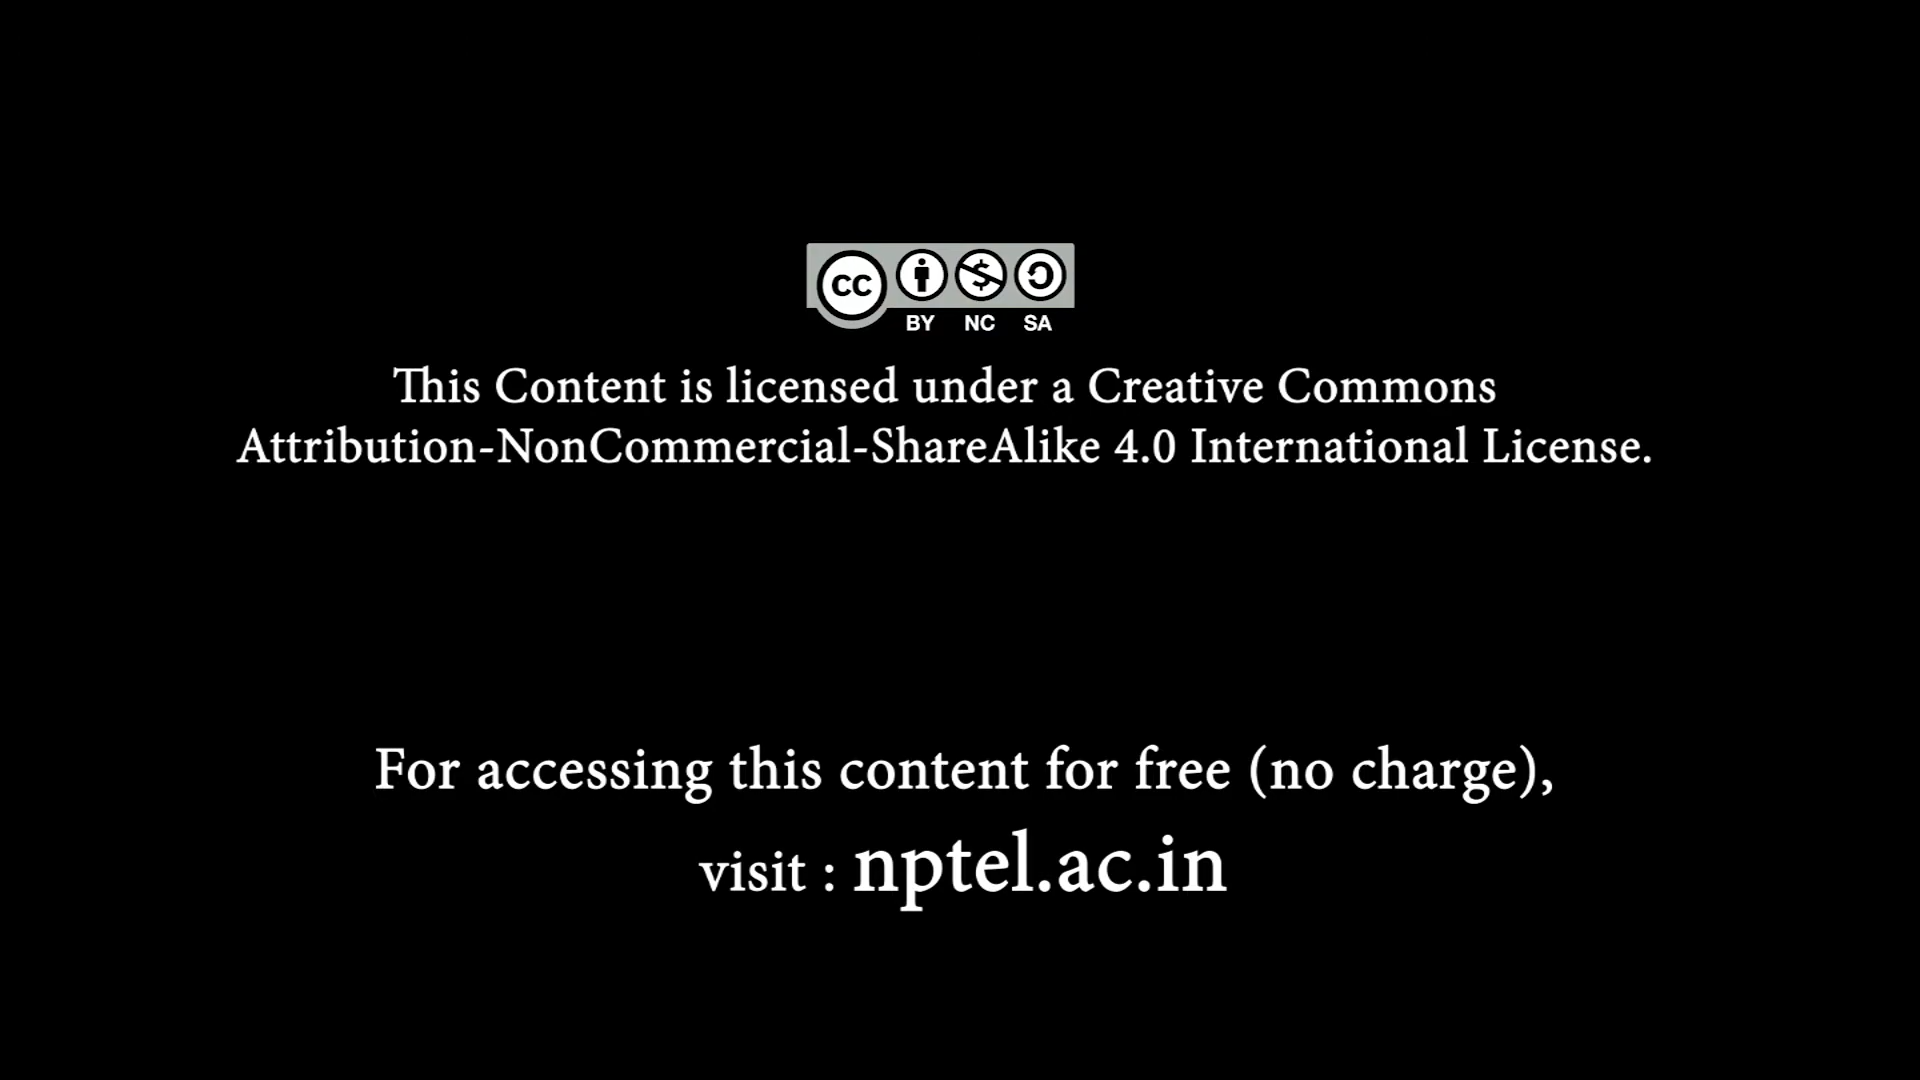 cc
BY NC SA
This Content is licensed under a Creative Commons
Attribution-NonCommercial-ShareAlike 4.0 International License.
For accessing this content for free (no charge),
visit : nptel.ac.in